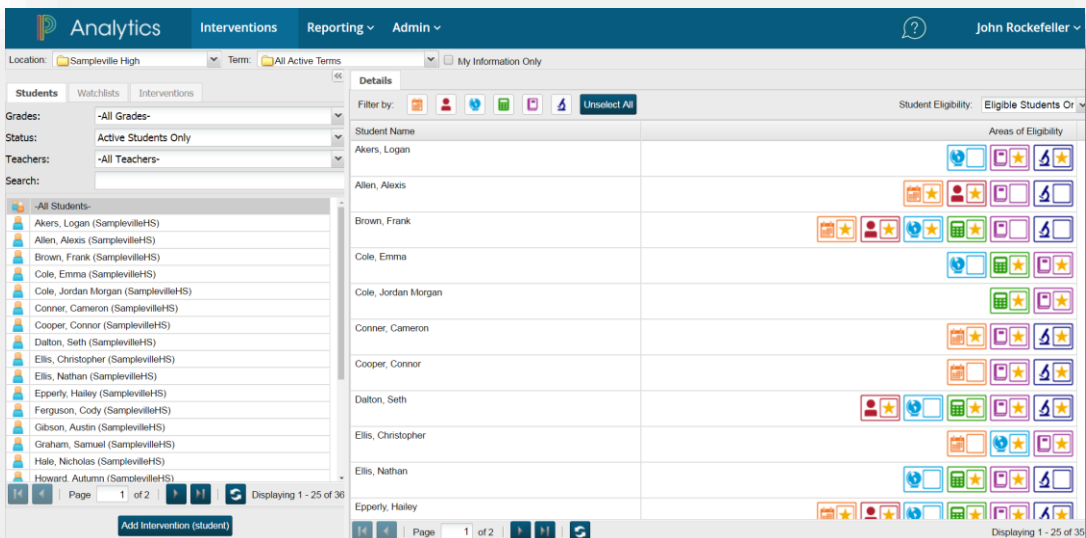 Analytics Interventions Reporting Admin John Rockefeller
Location: Sampleville High Term: All Active Terms My Information Only
Students Watchlists Interventions
Grades: -All Grades-
Status: Active Students Only
Teachers: -All Teachers-
Search:
-All Students-
Akers, Logan (SamplevilleHS)
Allen, Alexis (SamplevilleHS)
Brown, Frank (SamplevilleHS)
Cole, Emma (SamplevilleHS)
Cole, Jordan Morgan (SamplevilleHS)
Conner, Cameron (SamplevilleHS)
Cooper, Connor (SamplevilleHS)
Dalton, Seth (SamplevilleHS)
Ellis, Christopher (SamplevilleHS)
Ellis, Nathan (SamplevilleHS)
Epperly, Hailey (SamplevilleHS)
Ferguson, Cody (SamplevilleHS)
Gibson, Austin (SamplevilleHS)
Graham, Samuel (SamplevilleHS)
Hale, Nicholas (SamplevilleHS)
Howard, Autumn (SamplevilleHS)
Page 1 of 2 Displaying 1 - 25 of 36
Add Intervention (student)
Details
Filter by: Unselect All Student Eligibility: Eligible Students Or
Student Name Areas of Eligibility
Akers, Logan
Allen, Alexis
Brown, Frank
Cole, Emma
Cole, Jordan Morgan
Conner, Cameron
Cooper, Connor
Dalton, Seth
Ellis, Christopher
Ellis, Nathan
Epperly, Hailey
Page 1 of 2 Displaying 1 - 25 of 35